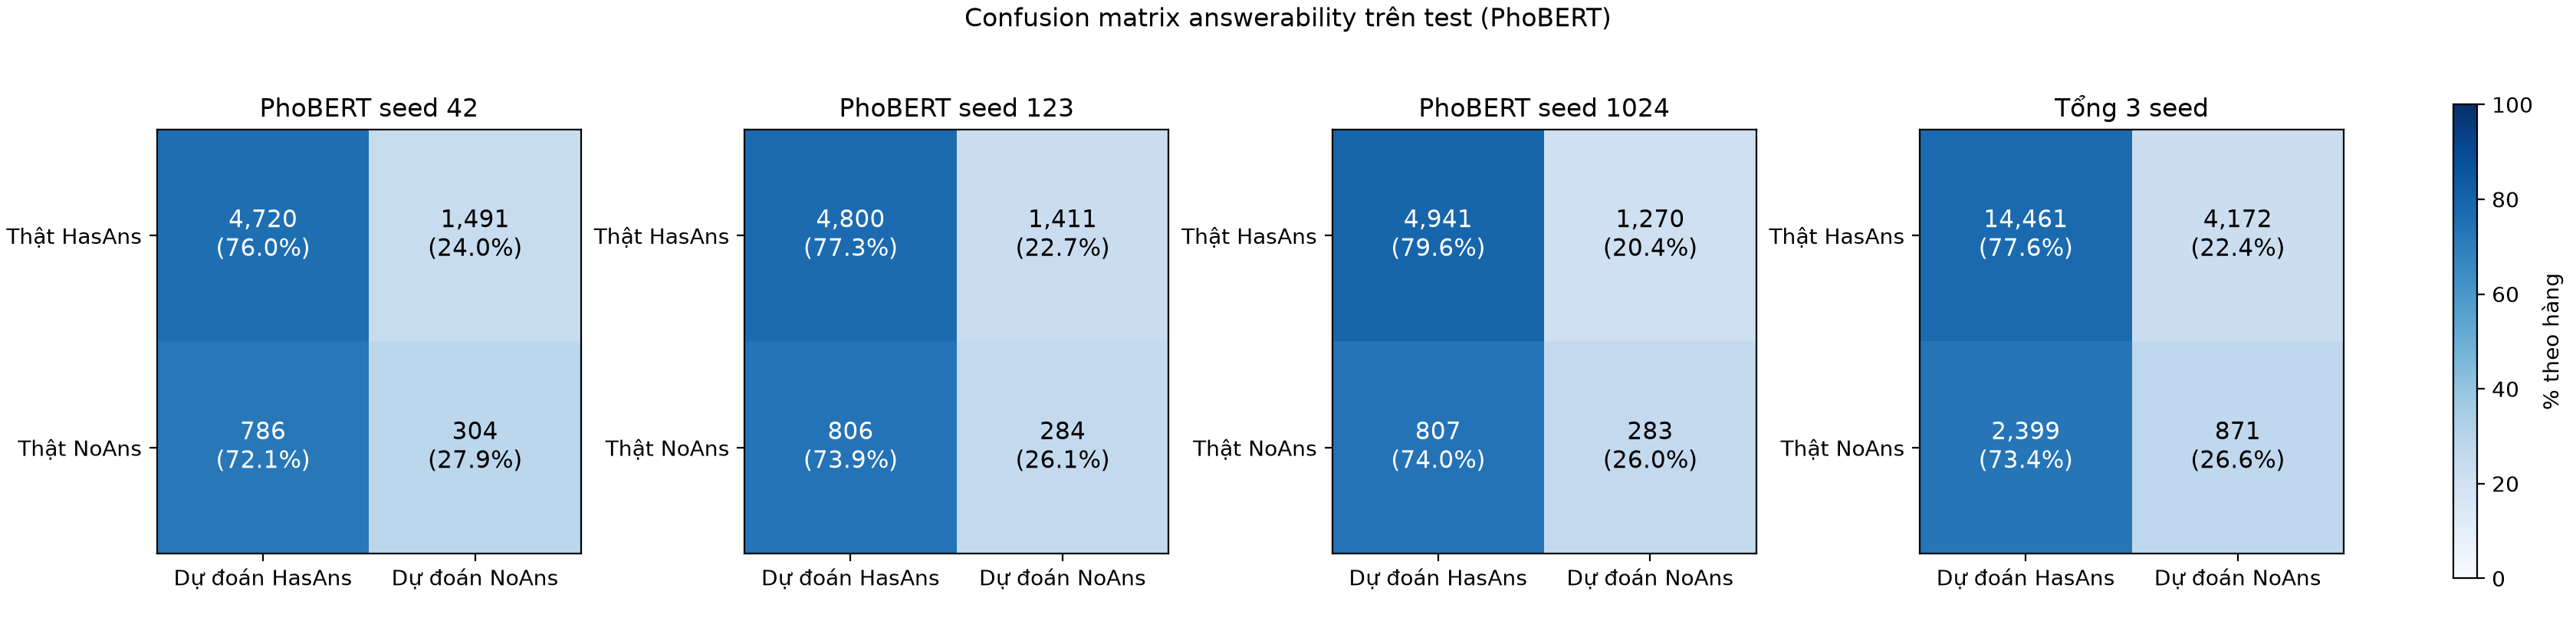 Confusion matrix answerability trên test (PhoBERT)
PhoBERT seed 42
Thật HasAns
4,720
(76.0%)
1,491
(24.0%)
Thật NoAns
786
(72.1%)
304
(27.9%)
Dự đoán HasAns
Dự đoán NoAns
PhoBERT seed 123
Thật HasAns
4,800
(77.3%)
1,411
(22.7%)
Thật NoAns
806
(73.9%)
284
(26.1%)
Dự đoán HasAns
Dự đoán NoAns
PhoBERT seed 1024
Thật HasAns
4,941
(79.6%)
1,270
(20.4%)
Thật NoAns
807
(74.0%)
283
(26.0%)
Dự đoán HasAns
Dự đoán NoAns
Tổng 3 seed
Thật HasAns
14,461
(77.6%)
4,172
(22.4%)
Thật NoAns
2,399
(73.4%)
871
(26.6%)
Dự đoán HasAns
Dự đoán NoAns
100
80
60
40
20
0
% theo hàng